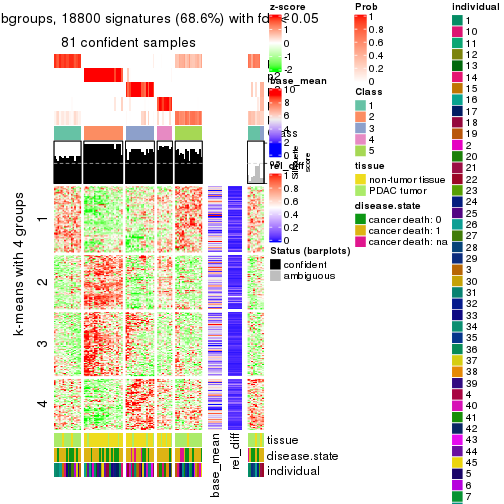 bgroups, 18800 signatures (68.6%) with fdr < 0.05
81 confident samples
k-means with 4 groups
1
2
3
4
tissue
disease.state
individual
base_mean
rel_diff
z-score
2
1
0
-1
-2
base_mean
10
8
6
4
2
0
rel_diff
1
0.8
0.6
0.4
0.2
0
Silhouette
score
Status (barplots)
confident
ambiguous
Prob
1
0.8
0.6
0.4
0.2
0
Class
1
2
3
4
5
tissue
non-tumor tissue
PDAC tumor
disease.state
cancer death: 0
cancer death: 1
cancer death: na
individual
1
10
11
12
13
14
15
16
17
18
19
2
20
21
22
23
24
25
26
27
28
29
3
30
31
32
33
34
35
36
37
38
39
4
40
41
42
43
44
45
5
6
7